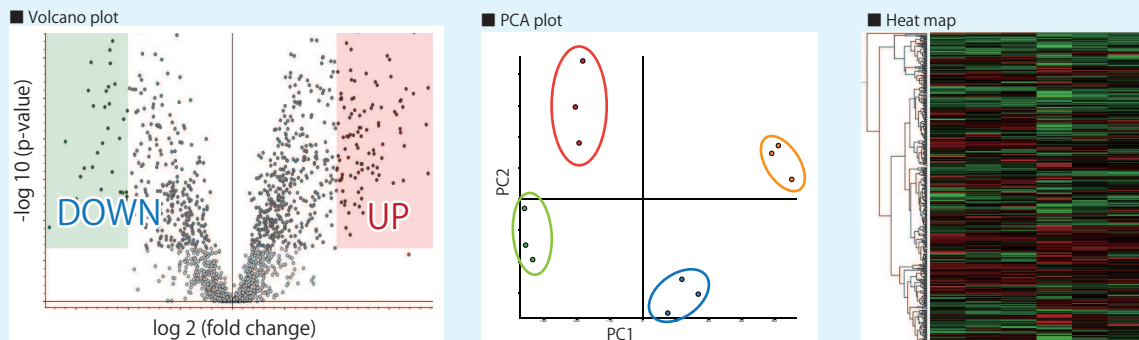 ■ Volcano plot
-log 10 (p-value)
DOWN
UP
log 2 (fold change)
■ PCA plot
PC2
PC1
■ Heat map